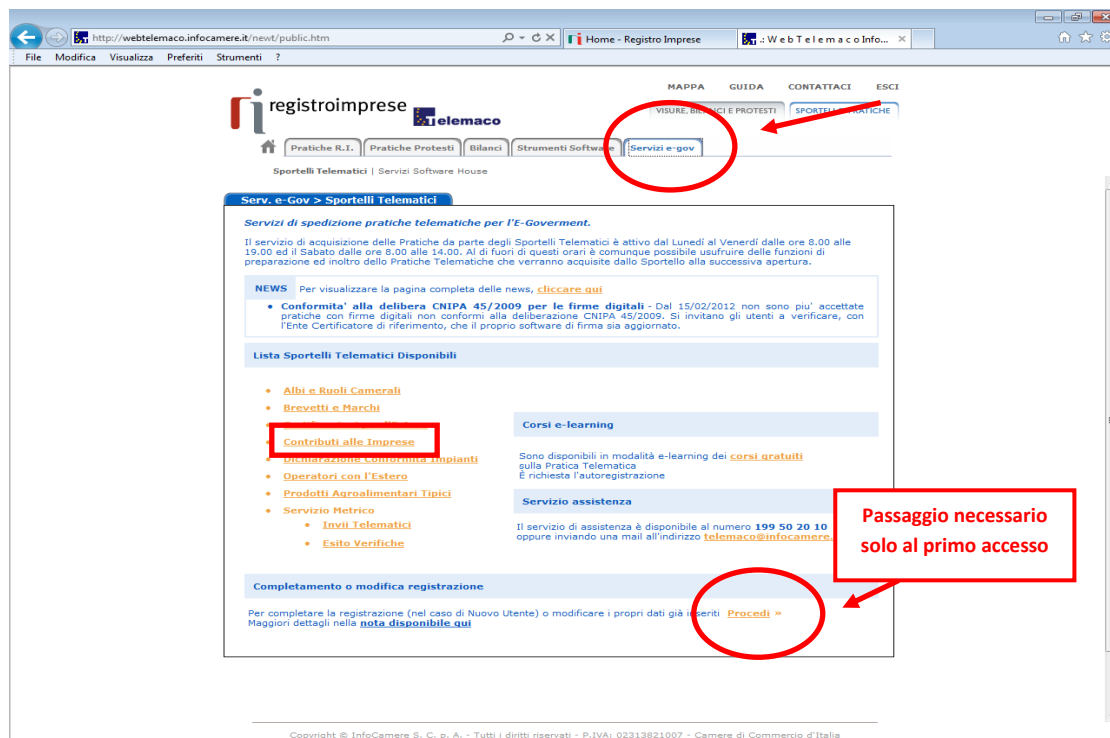 http://webtelemaco.infocamere.it/newt/public.htm
Home - Registro Imprese
.: W e b T e l e m a c o Info...
File Modifica Visualizza Preferiti Strumenti ?
MAPPA GUIDA CONTATTACI ESCI
registroimprese
Telemaco
VISURE, BILANCI E PROTESTI
SPORTELLI PRATICHE
Pratiche R.I. Pratiche Protesti Bilanci Strumenti Software Servizi e-gov
Sportelli Telematici | Servizi Software House
Serv. e-Gov > Sportelli Telematici
Servizi di spedizione pratiche telematiche per l'E-Goverment.
Il servizio di acquisizione delle Pratiche da parte degli Sportelli Telematici è attivo dal Lunedí al Venerdí dalle ore 8.00 alle
19.00 ed il Sabato dalle ore 8.00 alle 14.00. Al di fuori di questi orari è comunque possibile usufruire delle funzioni di
preparazione ed inoltro dello Pratiche Telematiche che verranno acquisite dallo Sportello alla successiva apertura.
NEWS Per visualizzare la pagina completa delle news, cliccare qui
• Conformita' alla delibera CNIPA 45/2009 per le firme digitali - Dal 15/02/2012 non sono piu' accettate
pratiche con firme digitali non conformi alla deliberazione CNIPA 45/2009. Si invitano gli utenti a verificare, con
l'Ente Certificatore di riferimento, che il proprio software di firma sia aggiornato.
Lista Sportelli Telematici Disponibili
• Albi e Ruoli Camerali
• Brevetti e Marchi
• Contributi alle Imprese
• Dichiarazione Conformità Impianti
• Operatori con l'Estero
• Prodotti Agroalimentari Tipici
• Servizio Metrico
• Invii Telematici
• Esito Verifiche
Corsi e-learning
Sono disponibili in modalità e-learning dei corsi gratuiti
sulla Pratica Telematica
È richiesta l'autoregistrazione
Servizio assistenza
Il servizio di assistenza è disponibile al numero 199 50 20 10
oppure inviando una mail all'indirizzo telemaco@infocamere.
Passaggio necessario
solo al primo accesso
Completamento o modifica registrazione
Per completare la registrazione (nel caso di Nuovo Utente) o modificare i propri dati già inseriti Procedi »
Maggiori dettagli nella nota disponibile qui
Copyright © InfoCamere S. C. p. A. - Tutti i diritti riservati - P.IVA: 02313821007 - Camere di Commercio d'Italia